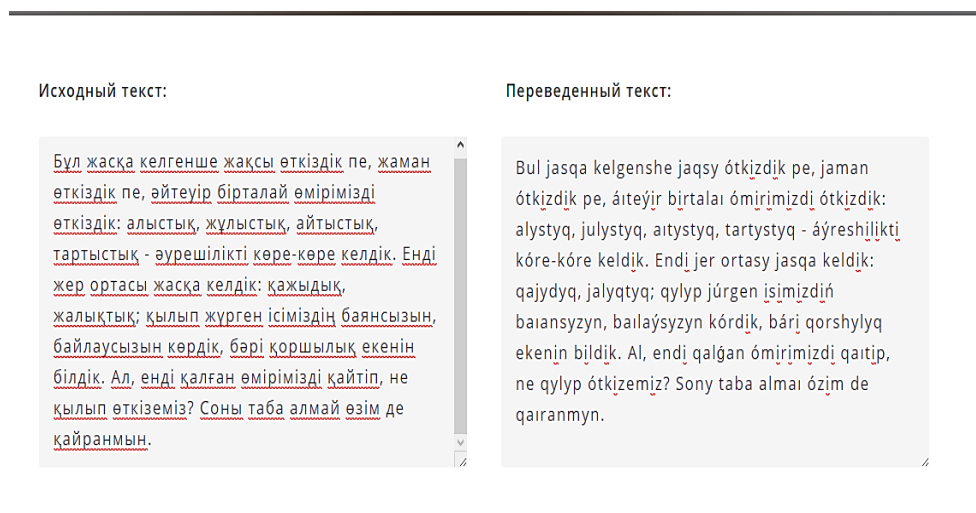 Исходный текст:
Бұл жасқа келгенше жақсы өткіздік пе, жаман
өткіздік пе, әйтеуір бірталай өмірімізді
өткіздік: алыстық, жұлыстық, айтыстық,
тартыстық - әурешілікті көре-көре келдік. Енді
жер ортасы жасқа келдік: қажыдық,
жалықтық; қылып жүрген ісіміздің баянсызын,
байлаусызын көрдік, бәрі қоршылық екенін
білдік. Ал, енді қалған өмірімізді қайтіп, не
қылып өткіземіз? Соны таба алмай өзім де
қайранмын.
Переведенный текст:
Bul jasqa kelgenshe jaqsy ótkizdik pe, jaman
ótkizdik pe, áıteýir birtalaı ómirimizdi ótkizdik:
alystyq, julystyq, aıtystyq, tartystyq - áýreshilikti
kóre-kóre keldik. Endi jer ortasy jasqa keldik:
qajydyq, jalyqtyq; qylyp júrgen isimizdiń
baıansyzyn, baılaýsyzyn kórdik, bári qorshylyq
ekenin bildik. Al, endi qalǵan ómirimizdi qaıtip,
ne qylyp ótkizemiz? Sony taba almaı ózim de
qaıranmyn.